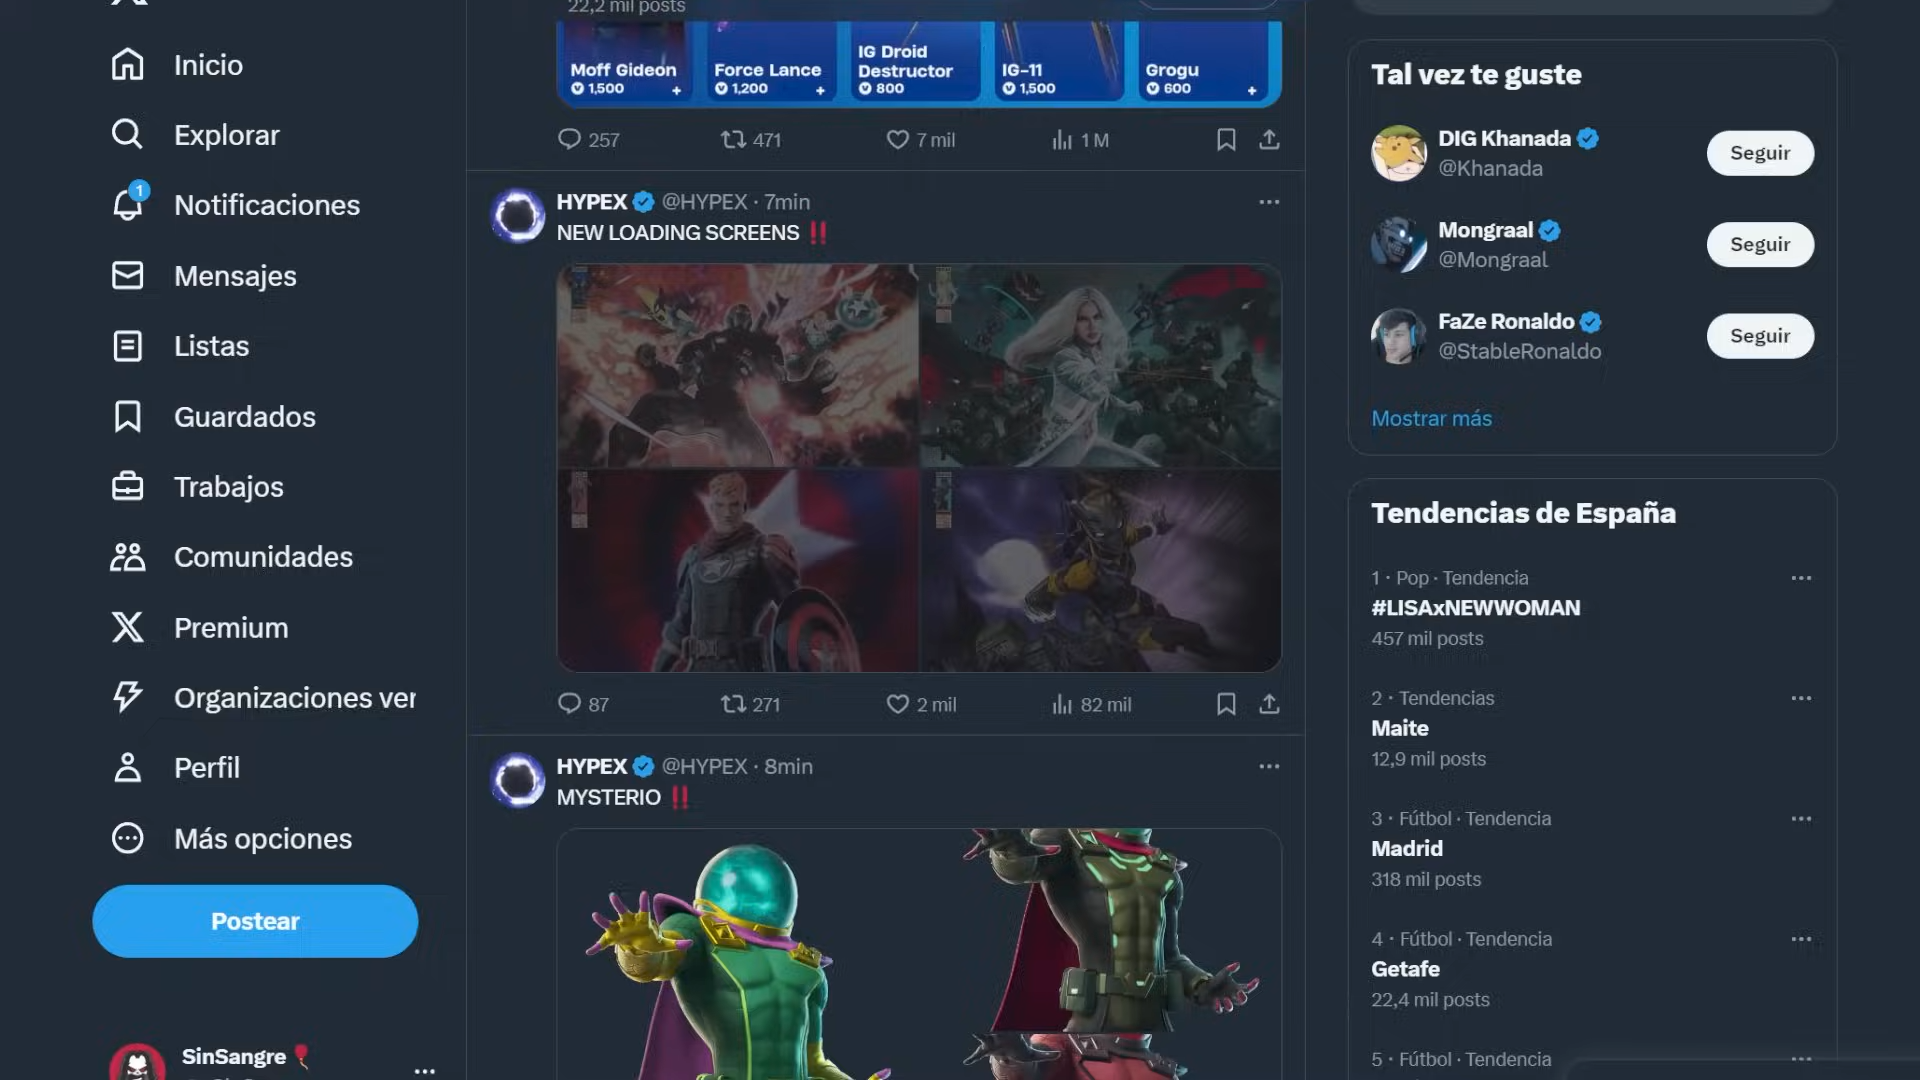 Inicio
Explorar
1
Notificaciones
Mensajes
Listas
Guardados
Trabajos
Comunidades
Premium
Organizaciones ver
Perfil
Más opciones
Postear
SinSangre
22,2 mil posts
Moff Gideon
1,500
+
Force Lance
1,200
+
IG Droid
Destructor
800
IG-11
1,500
Grogu
600
+
257
471
7 mil
1 M
HYPEX @HYPEX · 7min
NEW LOADING SCREENS ‼️
87
271
2 mil
82 mil
HYPEX @HYPEX · 8min
MYSTERIO ‼️
Tal vez te guste
DIG Khanada
@Khanada
Seguir
Mongraal
@Mongraal
Seguir
FaZe Ronaldo
@StableRonaldo
Seguir
Mostrar más
Tendencias de España
1 · Pop · Tendencia
#LISAxNEWWOMAN
457 mil posts
2 · Tendencias
Maite
12,9 mil posts
3 · Fútbol · Tendencia
Madrid
318 mil posts
4 · Fútbol · Tendencia
Getafe
22,4 mil posts
5 · Fútbol · Tendencia